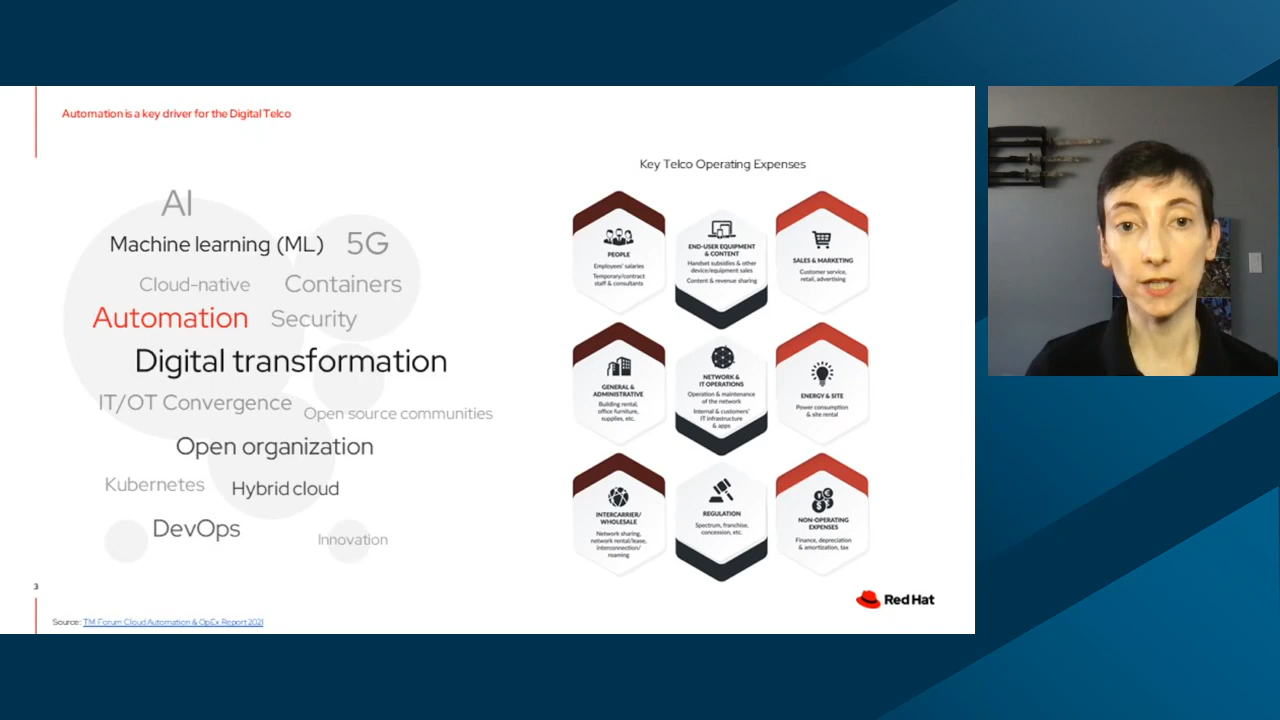 Automation is a key driver for the Digital Telco
AI
Machine learning (ML)
5G
Cloud-native
Containers
Automation
Security
Digital transformation
IT/OT Convergence
Open source communities
Open organization
Kubernetes
Hybrid cloud
DevOps
Innovation
Key Telco Operating Expenses
PEOPLE
Employees' salaries
Temporary/contract
staff & consultants
END-USER EQUIPMENT
& CONTENT
Handset subsidies & other
device/equipment sales
Content & revenue sharing
SALES & MARKETING
Customer service,
retail, advertising
GENERAL &
ADMINISTRATIVE
Building rental,
office furniture,
supplies, etc.
NETWORK &
IT OPERATIONS
Operation & maintenance
of the network
Internal & customers'
IT infrastructure
& apps
ENERGY & SITE
Power consumption
& site rental
INTERCARRIER/
WHOLESALE
Network sharing,
network rental/lease,
interconnection/
roaming
REGULATION
Spectrum, franchise,
concession, etc.
NON-OPERATING
EXPENSES
Finance, depreciation
& amortization, tax
3
Red Hat
Source: TM Forum Cloud Automation & OpEx Report 2021